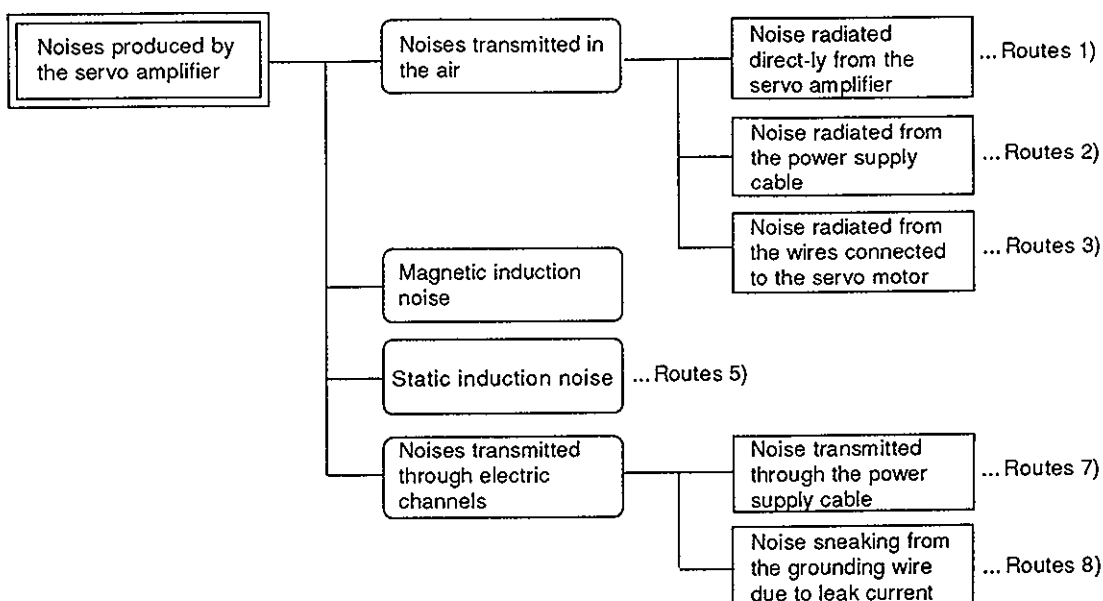 Noises produced by
the servo amplifier
Noises transmitted in
the air
Noise radiated
direct-ly from the
servo amplifier
... Routes 1)
Noise radiated from
the power supply
cable
... Routes 2)
Noise radiated from
the wires connected
to the servo motor
... Routes 3)
Magnetic induction
noise
Static induction noise
... Routes 5)
Noises transmitted
through electric
channels
Noise transmitted
through the power
supply cable
... Routes 7)
Noise sneaking from
the grounding wire
due to leak current
... Routes 8)